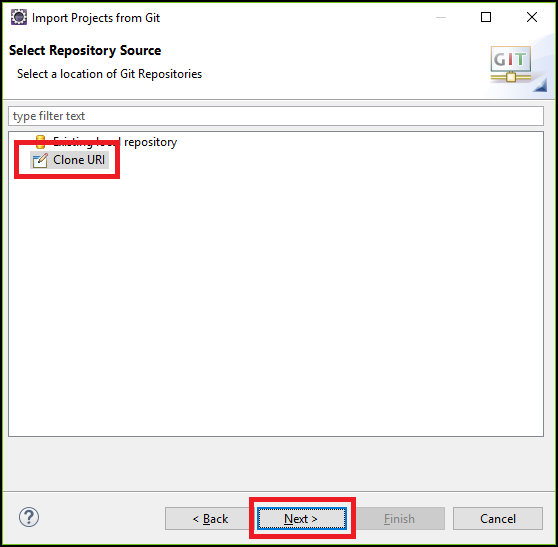 Import Projects from Git
Select Repository Source
Select a location of Git Repositories
GIT
type filter text
Existing local repository
Clone URI
?
< Back
Next >
Finish
Cancel